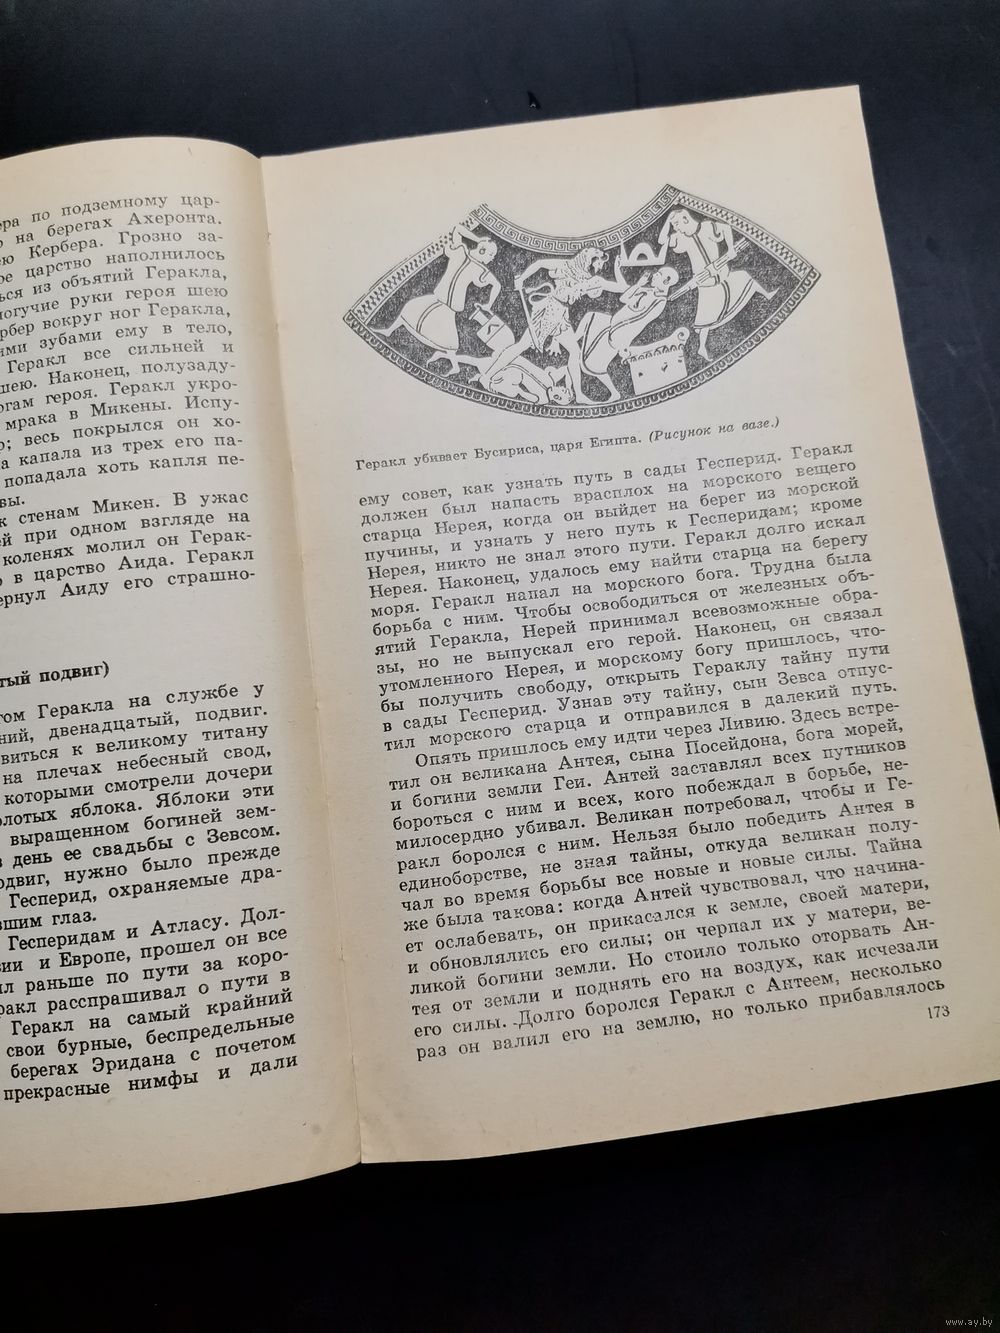 по подземному цар-
на берегах Ахеронта.
Кербера. Грозно за-
царство наполнилось
из объятий Геракла,
могучие руки героя шею
вокруг ног Геракла,
зубами ему в тело,
Геракл все сильней и
шею. Наконец, полузаду-
героя. Геракл укро-
мрака в Микены. Испу-
весь покрылся он хо-
капала из трех его па-
попадала хоть капля пе-
к стенам Микен. В ужас
при одном взгляде на
коленях молил он Герак-
в царство Аида. Геракл
Аиду его страшно-
подвиг)
Геракла на службе у
двенадцатый, подвиг.
к великому титану
на плечах небесный свод,
которыми смотрели дочери
яблока. Яблоки эти
выращенном богиней зем-
день ее свадьбы с Зевсом.
нужно было прежде
Гесперид, охраняемые дра-
глаз.
Гесперидам и Атласу. Дол-
и Европе, прошел он все
раньше по пути за коро-
расспрашивал о пути в
Геракл на самый крайний
свои бурные, беспредельные
берегах Эридана с почетом
прекрасные нимфы и дали
Геракл убивает Бусириса, царя Египта. (Рисунок на вазе.)
ему совет, как узнать путь в сады Гесперид. Геракл
должен был напасть врасплох на морского вещего
старца Нерея, когда он выйдет на берег из морской
пучины, и узнать у него путь к Гесперидам; кроме
Нерея, никто не знал этого пути. Геракл долго искал
Нерея. Наконец, удалось ему найти старца на берегу
моря. Геракл напал на морского бога. Трудна была
борьба с ним. Чтобы освободиться от железных объ-
ятий Геракла, Нерей принимал всевозможные обра-
зы, но не выпускал его герой. Наконец, он связал
утомленного Нерея, и морскому богу пришлось, что-
бы получить свободу, открыть Гераклу тайну пути
в сады Гесперид. Узнав эту тайну, сын Зевса отпус-
тил морского старца и отправился в далекий путь.
Опять пришлось ему идти через Ливию. Здесь встре-
тил он великана Антея, сына Посейдона, бога морей,
и богини земли Геи. Антей заставлял всех путников
бороться с ним и всех, кого побеждал в борьбе, не-
милосердно убивал. Великан потребовал, чтобы и Ге-
ракл боролся с ним. Нельзя было победить Антея в
единоборстве, не зная тайны, откуда великан полу-
чал во время борьбы все новые и новые силы. Тайна
же была такова: когда Антей чувствовал, что начина-
ет ослабевать, он прикасался к земле, своей матери,
и обновлялись его силы; он черпал их у матери, ве-
ликой богини земли. Но стоило только оторвать Ан-
тея от земли и поднять его на воздух, как исчезали
его силы. Долго боролся Геракл с Антеем, несколько
раз он валил его на землю, но только прибавлялось
173
www.ay.by